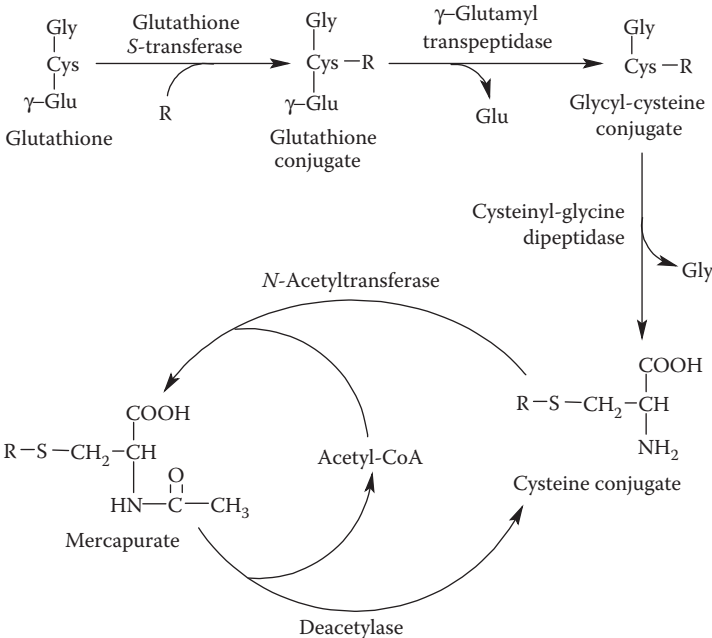 Gly
Cys
γ–Glu
Glutathione
Glutathione
S-transferase
R
Gly
Cys – R
γ–Glu
Glutathione
conjugate
γ–Glutamyl
transpeptidase
Glu
Gly
Cys – R
Glycyl-cysteine
conjugate
Cysteinyl-glycine
dipeptidase
Gly
N-Acetyltransferase
COOH
R–S–CH₂–CH
NH₂
Cysteine conjugate
Acetyl-CoA
COOH
R–S–CH₂–CH
O
HN–C–CH₃
Mercapurate
Deacetylase